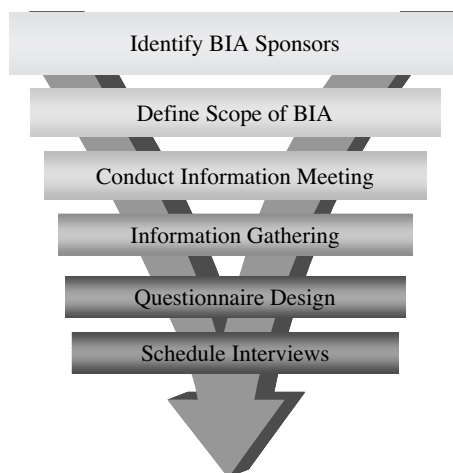 Identify BIA Sponsors
Define Scope of BIA
Conduct Information Meeting
Information Gathering
Questionnaire Design
Schedule Interviews